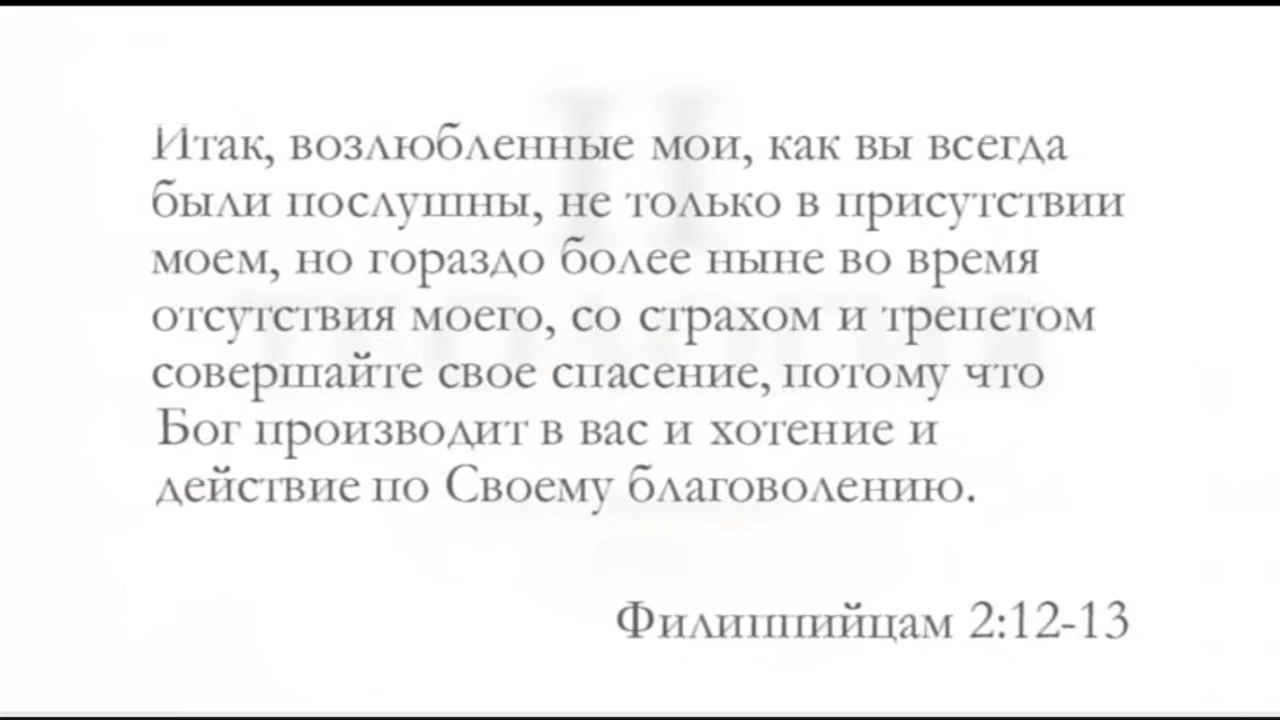 Итак, возлюбленные мои, как вы всегда
были послушны, не только в присутствии
моем, но гораздо более ныне во время
отсутствия моего, со страхом и трепетом
совершайте свое спасение, потому что
Бог производит в вас и хотение и
действие по Своему благоволению.
Филиппийцам 2:12-13